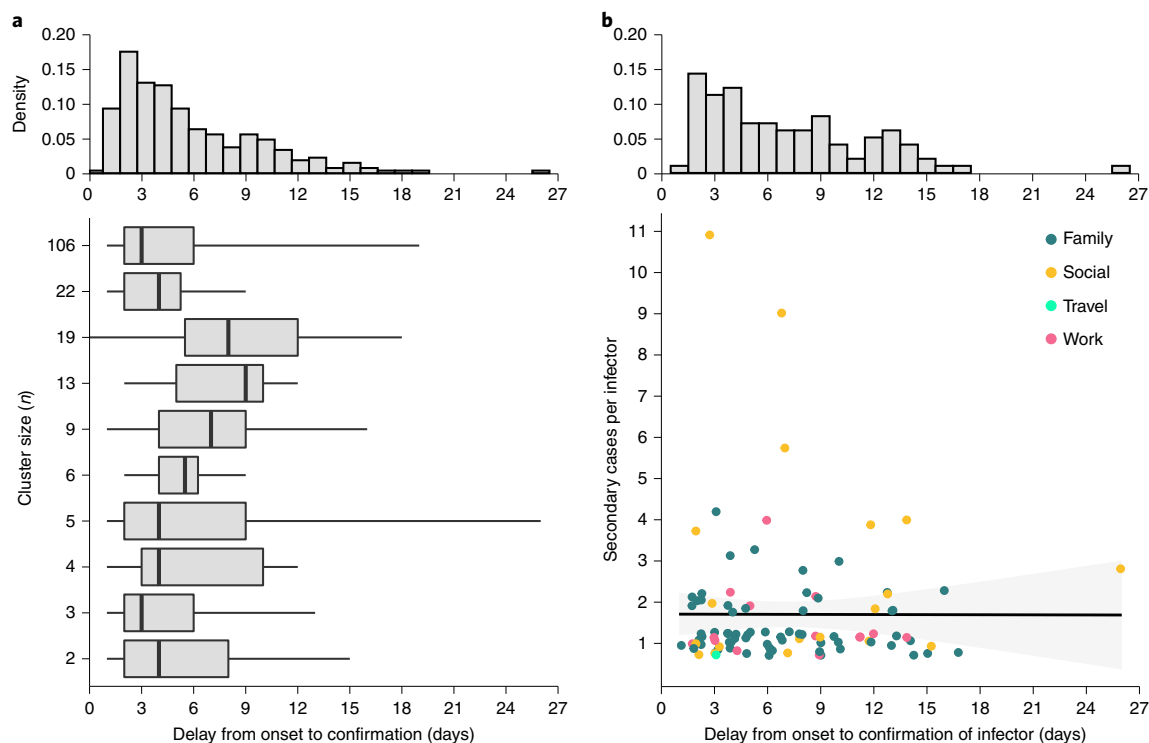 a
0.20
0.15
0.10
0.05
0
Density
0 3 6 9 12 15 18 21 24 27
106
22
19
13
9
6
5
4
3
2
Cluster size (n)
0 3 6 9 12 15 18 21 24 27
Delay from onset to confirmation (days)
b
0.20
0.15
0.10
0.05
0
0 3 6 9 12 15 18 21 24 27
11
10
9
8
7
6
5
4
3
2
1
Secondary cases per infector
Family
Social
Travel
Work
0 3 6 9 12 15 18 21 24 27
Delay from onset to confirmation of infector (days)